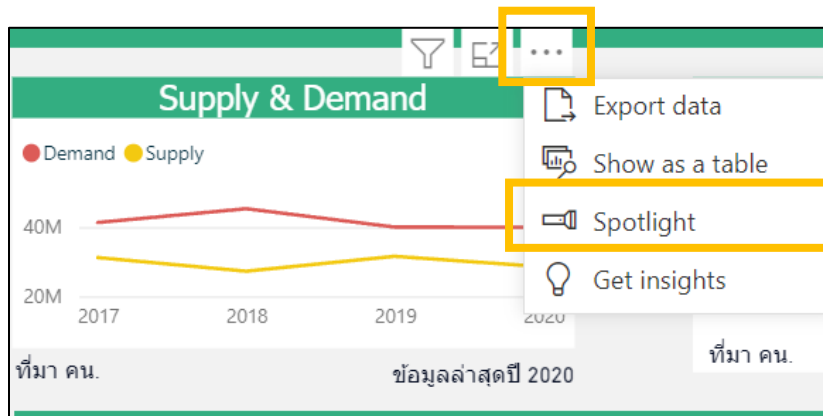 Supply & Demand
Demand Supply
40M
20M
2017 2018 2019 2020
ที่มา คน.
ข้อมูลล่าสุดปี 2020
Export data
Show as a table
Spotlight
Get insights
ที่มา คน.